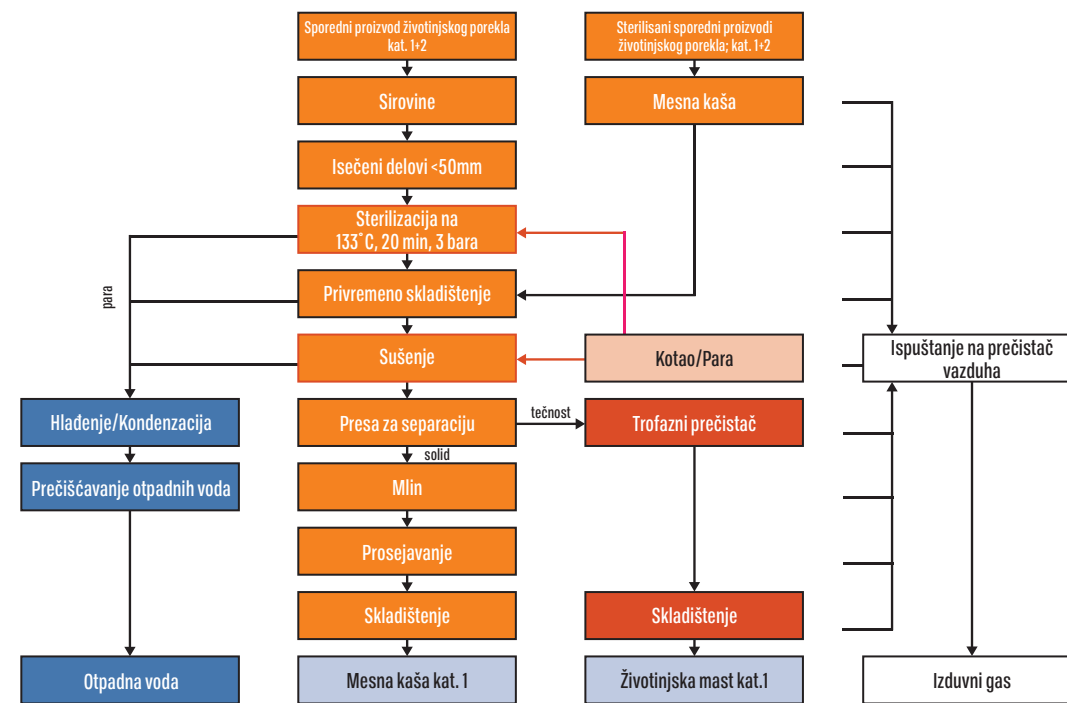 Sporedni proizvod životinjskog porekla
kat. 1+2
Sterilisani sporedni proizvodi
životinjskog porekla; kat. 1+2
Sirovine
Mesna kaša
Isečeni delovi <50mm
Sterilizacija na
133˚C, 20 min, 3 bara
para
Privremeno skladištenje
Sušenje
Kotao/Para
Ispuštanje na prečistač
vazduha
Hlađenje/Kondenzacija
Presa za separaciju
tečnost
Trofazni prečistač
solid
Prečišćavanje otpadnih voda
Mlin
Prosejavanje
Skladištenje
Skladištenje
Otpadna voda
Mesna kaša kat. 1
Životinjska mast kat.1
Izduvni gas